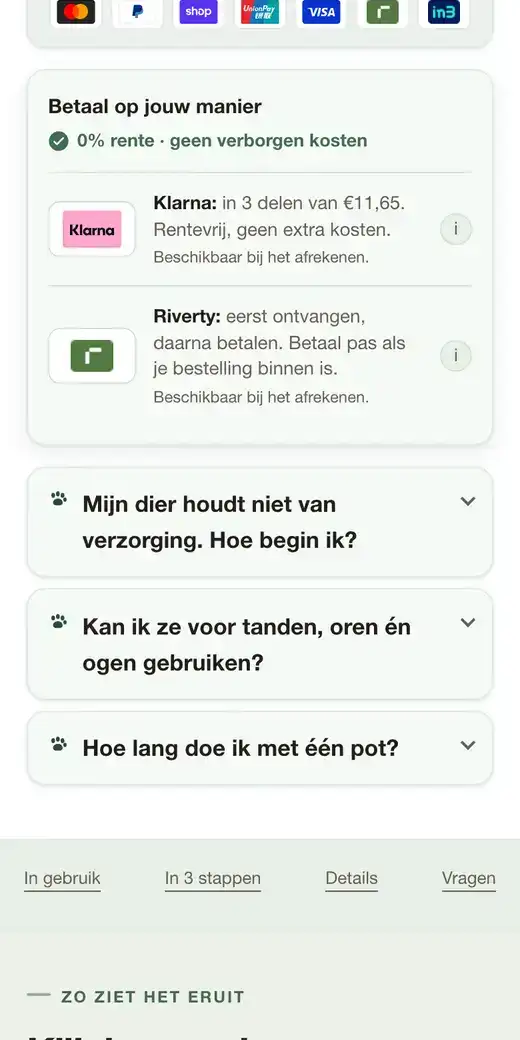 shop
UnionPay
银联
VISA
in3
Betaal op jouw manier
0% rente · geen verborgen kosten
Klarna
Klarna: in 3 delen van €11,65.
Rentevrij, geen extra kosten.
Beschikbaar bij het afrekenen.
i
Riverty: eerst ontvangen,
daarna betalen. Betaal pas als
je bestelling binnen is.
Beschikbaar bij het afrekenen.
i
Mijn dier houdt niet van
verzorging. Hoe begin ik?
Kan ik ze voor tanden, oren én
ogen gebruiken?
Hoe lang doe ik met één pot?
In gebruik
In 3 stappen
Details
Vragen
ZO ZIET HET ERUIT